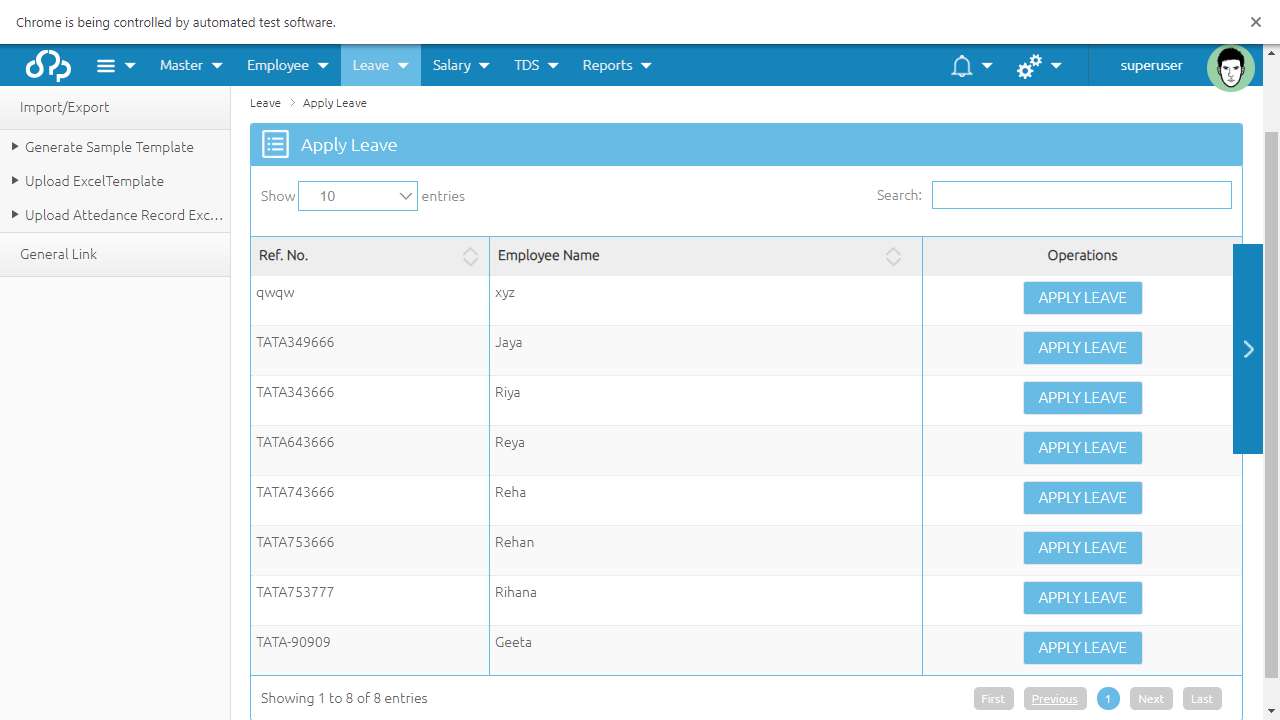 Chrome is being controlled by automated test software.
Master Employee Leave Salary TDS Reports superuser
Import/Export
Generate Sample Template
Upload ExcelTemplate
Upload Attedance Record Exc...
General Link
Leave > Apply Leave
Apply Leave
Show 10 entries Search:
Ref. No. Employee Name Operations
qwqw xyz APPLY LEAVE
TATA349666 Jaya APPLY LEAVE
TATA343666 Riya APPLY LEAVE
TATA643666 Reya APPLY LEAVE
TATA743666 Reha APPLY LEAVE
TATA753666 Rehan APPLY LEAVE
TATA753777 Rihana APPLY LEAVE
TATA-90909 Geeta APPLY LEAVE
Showing 1 to 8 of 8 entries First Previous 1 Next Last